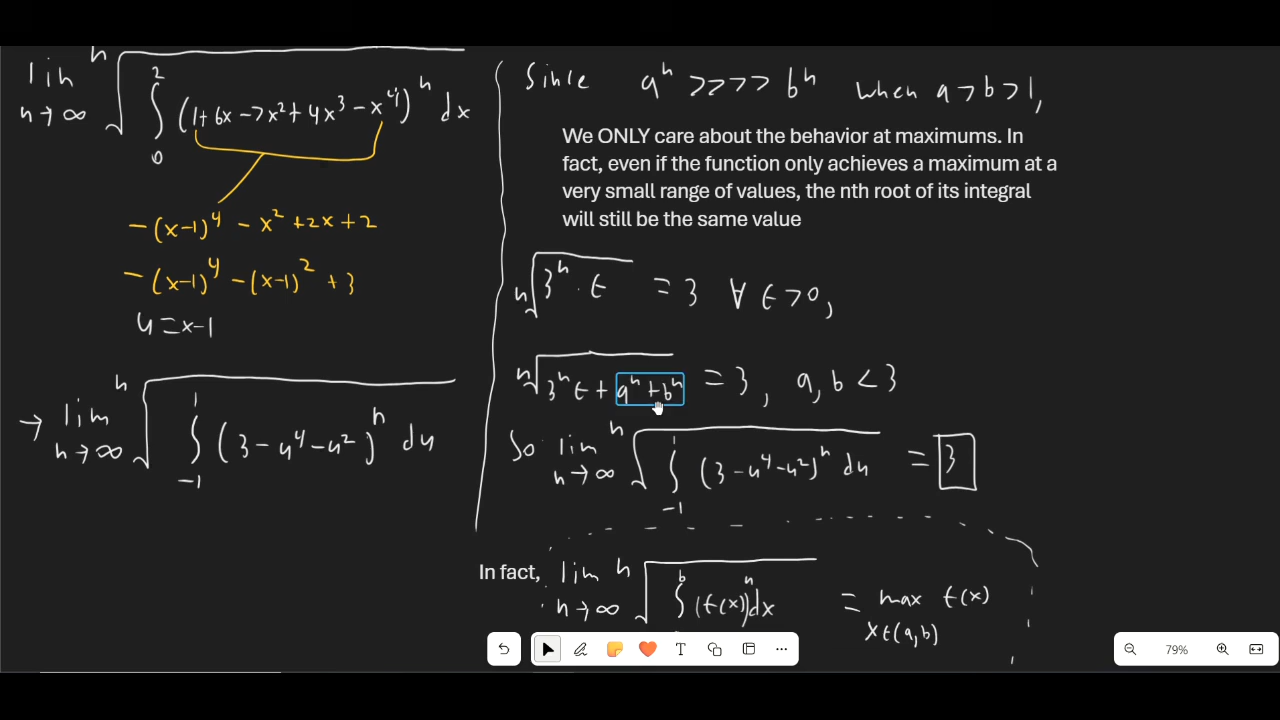 lim n→∞ ⁿ√ ∫₀² (1+6x−7x²+4x³−x⁴)ⁿ dx
−(x−1)⁴ − x² +2x+2
−(x−1)⁴ −(x−1)² +3
u=x−1
→ lim n→∞ ⁿ√ ∫₋₁¹ (3−u⁴−u²)ⁿ du
Since aⁿ >>>> bⁿ when a>b>1,
We ONLY care about the behavior at maximums. In
fact, even if the function only achieves a maximum at a
very small range of values, the nth root of its integral
will still be the same value
ⁿ√ 3ⁿ·ε = 3 ∀ ε>0,
ⁿ√ 3ⁿε + aⁿ+bⁿ = 3, a,b<3
So lim n→∞ ⁿ√ ∫₋₁¹ (3−u⁴−u²)ⁿ du = 3
In fact, lim n→∞ ⁿ√ ∫ᵇ (f(x))ⁿ dx = max f(x)
x∈(a,b)
T
79%